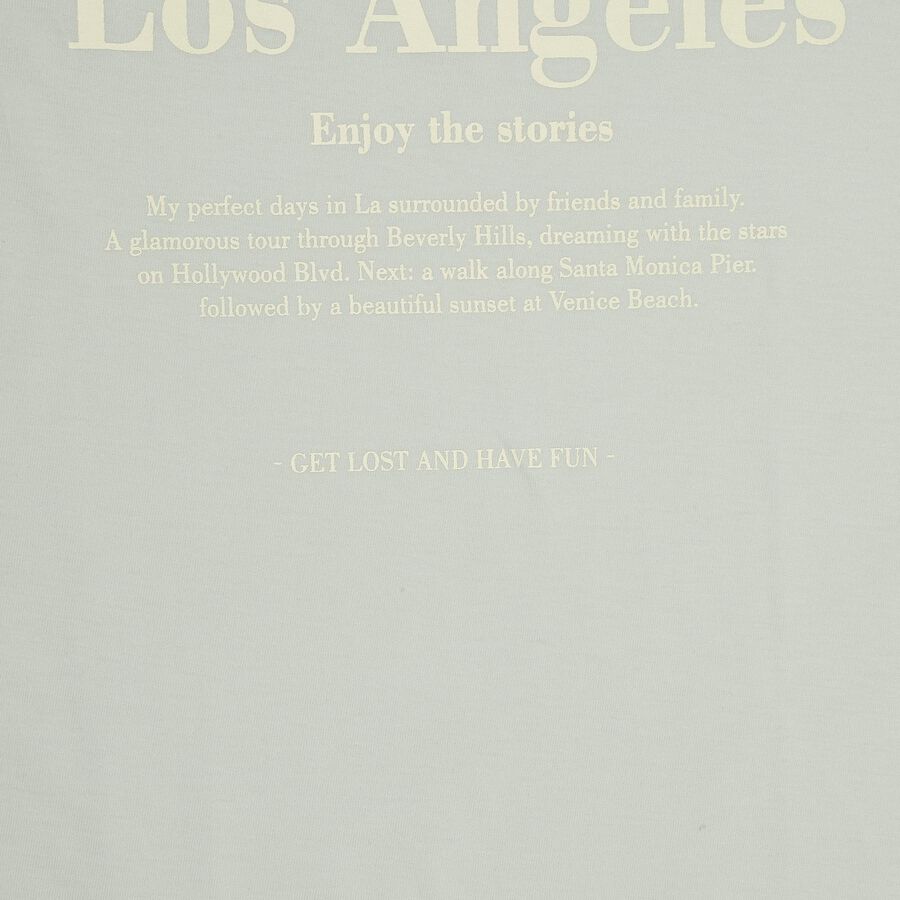 Los Angeles
Enjoy the stories
My perfect days in La surrounded by friends and family.
A glamorous tour through Beverly Hills, dreaming with the stars
on Hollywood Blvd. Next: a walk along Santa Monica Pier.
followed by a beautiful sunset at Venice Beach.
- GET LOST AND HAVE FUN -